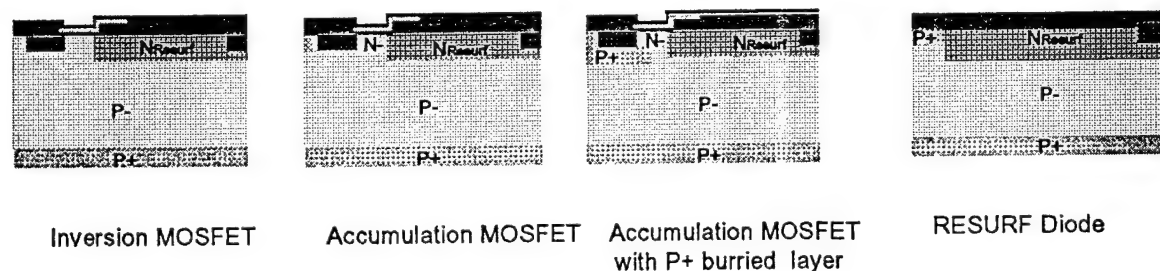 NResurf
P-
P+
N-
NResurf
P-
P+
N-
NResurf
P+
P-
P+
P+
NResurf
P-
P+
Inversion MOSFET
Accumulation MOSFET
Accumulation MOSFET
with P+ burried layer
RESURF Diode